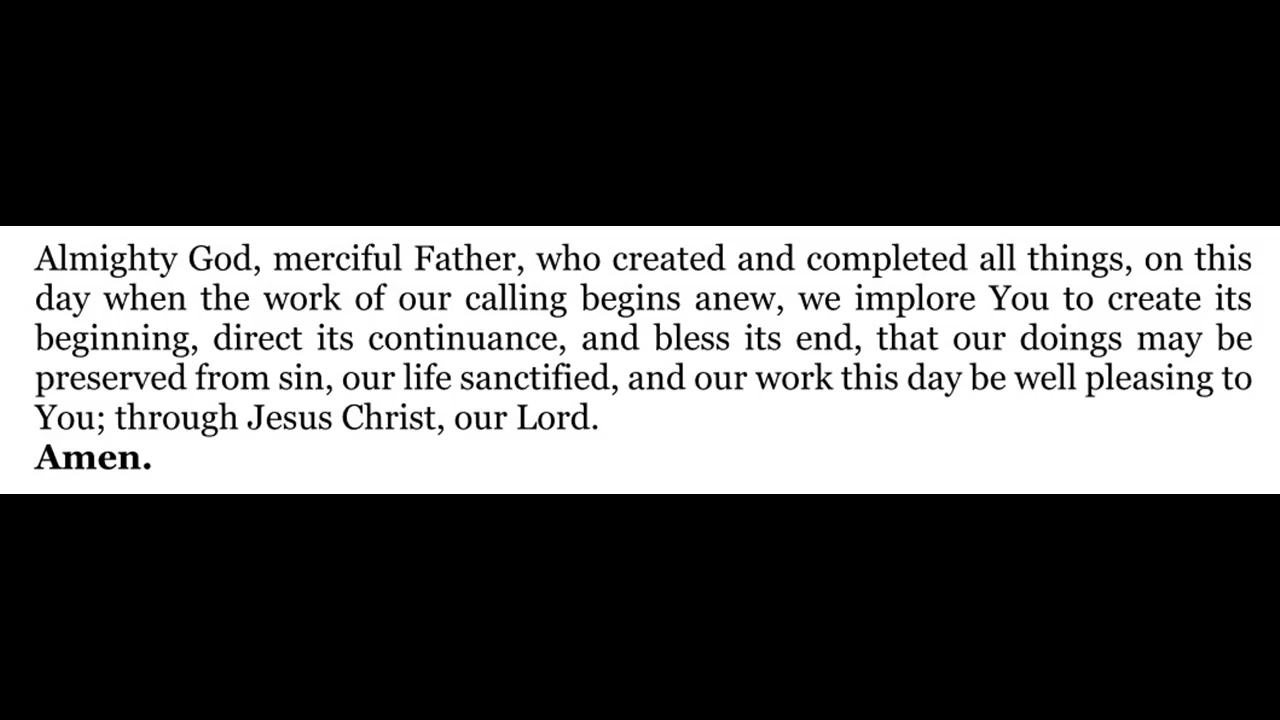 Almighty God, merciful Father, who created and completed all things, on this
day when the work of our calling begins anew, we implore You to create its
beginning, direct its continuance, and bless its end, that our doings may be
preserved from sin, our life sanctified, and our work this day be well pleasing to
You; through Jesus Christ, our Lord.
Amen.